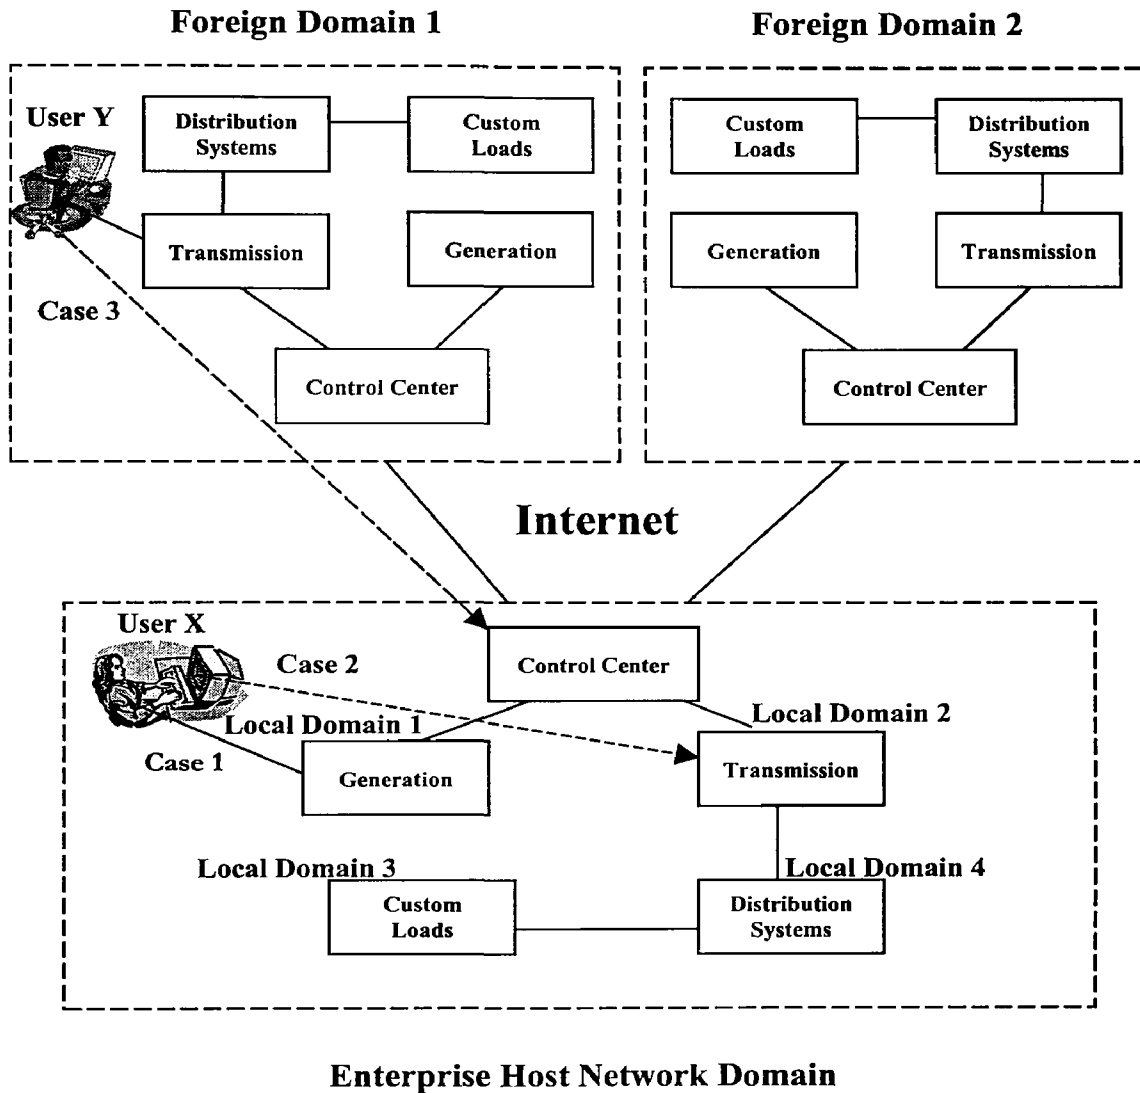 Foreign Domain 1
Foreign Domain 2
User Y
Distribution
Systems
Custom
Loads
Custom
Loads
Distribution
Systems
Transmission
Generation
Generation
Transmission
Case 3
Control Center
Control Center
Internet
User X
Case 2
Control Center
Local Domain 1
Local Domain 2
Case 1
Generation
Transmission
Local Domain 3
Local Domain 4
Custom
Loads
Distribution
Systems
Enterprise Host Network Domain